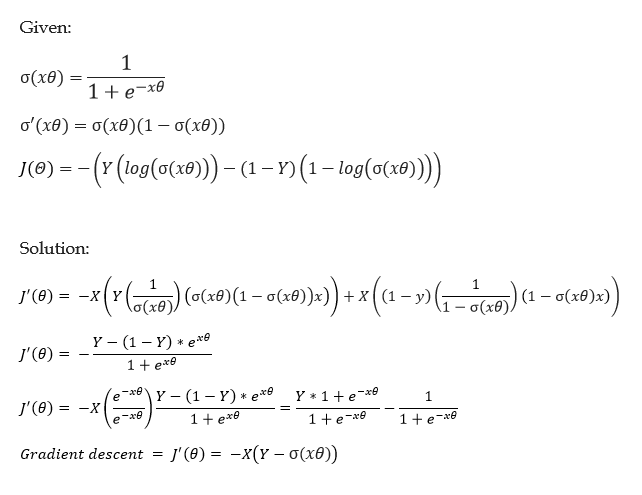 Given:
σ(xθ) = 1 / (1 + e^{−xθ})
σ′(xθ) = σ(xθ)(1 − σ(xθ))
J(Θ) = −(Y(log(σ(xθ))) − (1 − Y)(1 − log(σ(xθ))))
Solution:
J′(θ) = −X(Y(1/σ(xθ))(σ(xθ)(1 − σ(xθ))x)) + X((1 − y)(1/(1 − σ(xθ)))(1 − σ(xθ)x))
J′(θ) = −(Y − (1 − Y) * e^{xθ}) / (1 + e^{xθ})
J′(θ) = −X(e^{−xθ}/e^{−xθ}) (Y − (1 − Y) * e^{xθ}) / (1 + e^{xθ}) = (Y * 1 + e^{−xθ}) / (1 + e^{−xθ}) − 1 / (1 + e^{−xθ})
Gradient descent = J′(θ) = −X(Y − σ(xθ))